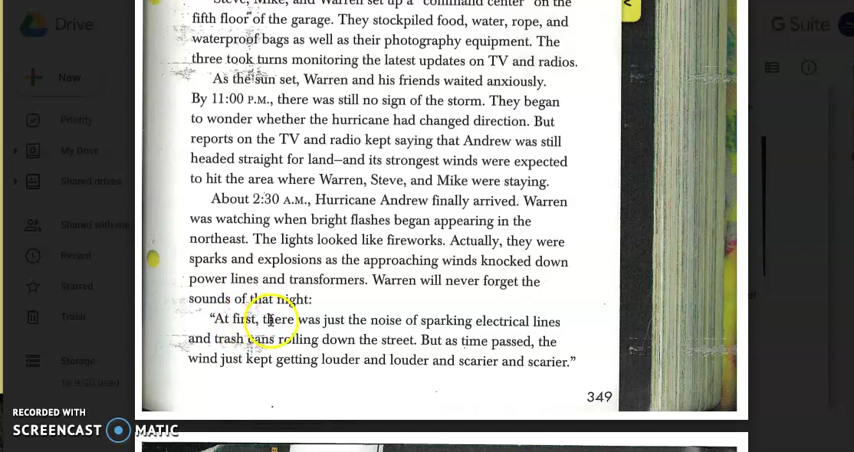 Steve, Mike, and Warren set up a "command center" on the
fifth floor of the garage. They stockpiled food, water, rope, and
waterproof bags as well as their photography equipment. The
three took turns monitoring the latest updates on TV and radios.
As the sun set, Warren and his friends waited anxiously.
By 11:00 P.M., there was still no sign of the storm. They began
to wonder whether the hurricane had changed direction. But
reports on the TV and radio kept saying that Andrew was still
headed straight for land—and its strongest winds were expected
to hit the area where Warren, Steve, and Mike were staying.
About 2:30 A.M., Hurricane Andrew finally arrived. Warren
was watching when bright flashes began appearing in the
northeast. The lights looked like fireworks. Actually, they were
sparks and explosions as the approaching winds knocked down
power lines and transformers. Warren will never forget the
sounds of that night:
"At first, there was just the noise of sparking electrical lines
and trash cans rolling down the street. But as time passed, the
wind just kept getting louder and louder and scarier and scarier."
349
Drive
New
Priority
My Drive
Shared drives
Shared with me
Recent
Starred
Trash
Storage
used
G Suite
RECORDED WITH
SCREENCAST MATIC